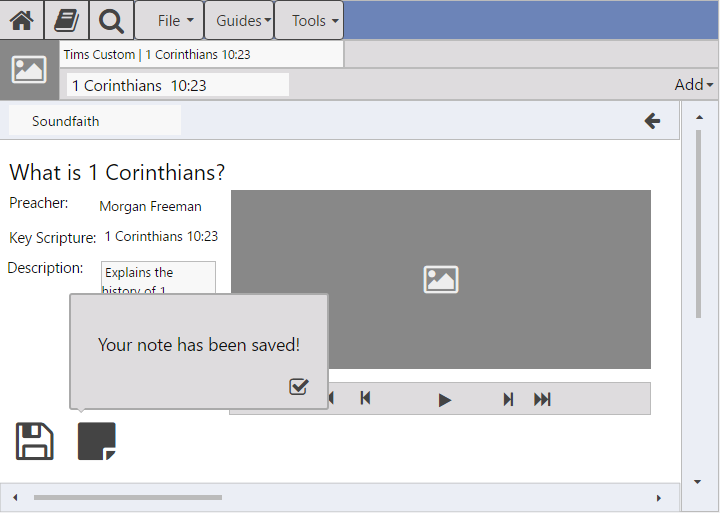 File
Guides
Tools
Tims Custom | 1 Corinthians 10:23
1 Corinthians 10:23
Add
Soundfaith
What is 1 Corinthians?
Preacher:
Morgan Freeman
Key Scripture:
1 Corinthians 10:23
Description:
Explains the
history of 1
Your note has been saved!